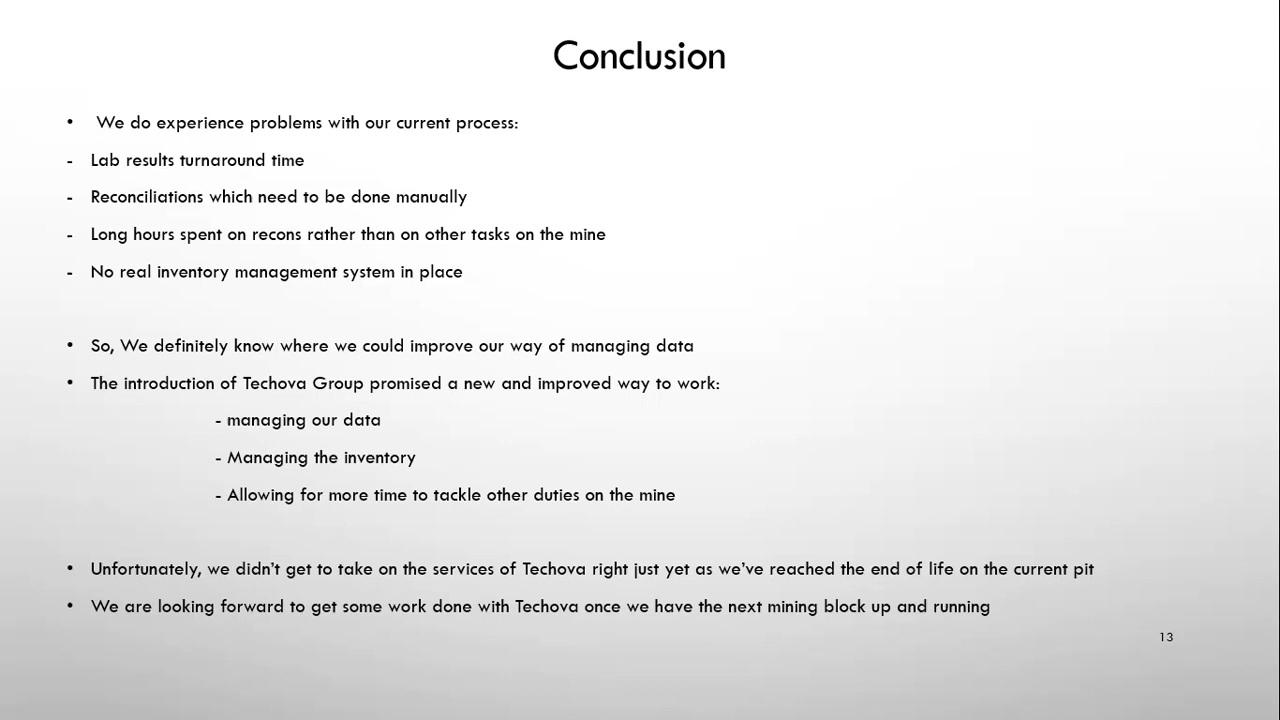 Conclusion
• We do experience problems with our current process:
- Lab results turnaround time
- Reconciliations which need to be done manually
- Long hours spent on recons rather than on other tasks on the mine
- No real inventory management system in place
• So, We definitely know where we could improve our way of managing data
• The introduction of Techova Group promised a new and improved way to work:
- managing our data
- Managing the inventory
- Allowing for more time to tackle other duties on the mine
• Unfortunately, we didn’t get to take on the services of Techova right just yet as we’ve reached the end of life on the current pit
• We are looking forward to get some work done with Techova once we have the next mining block up and running
13